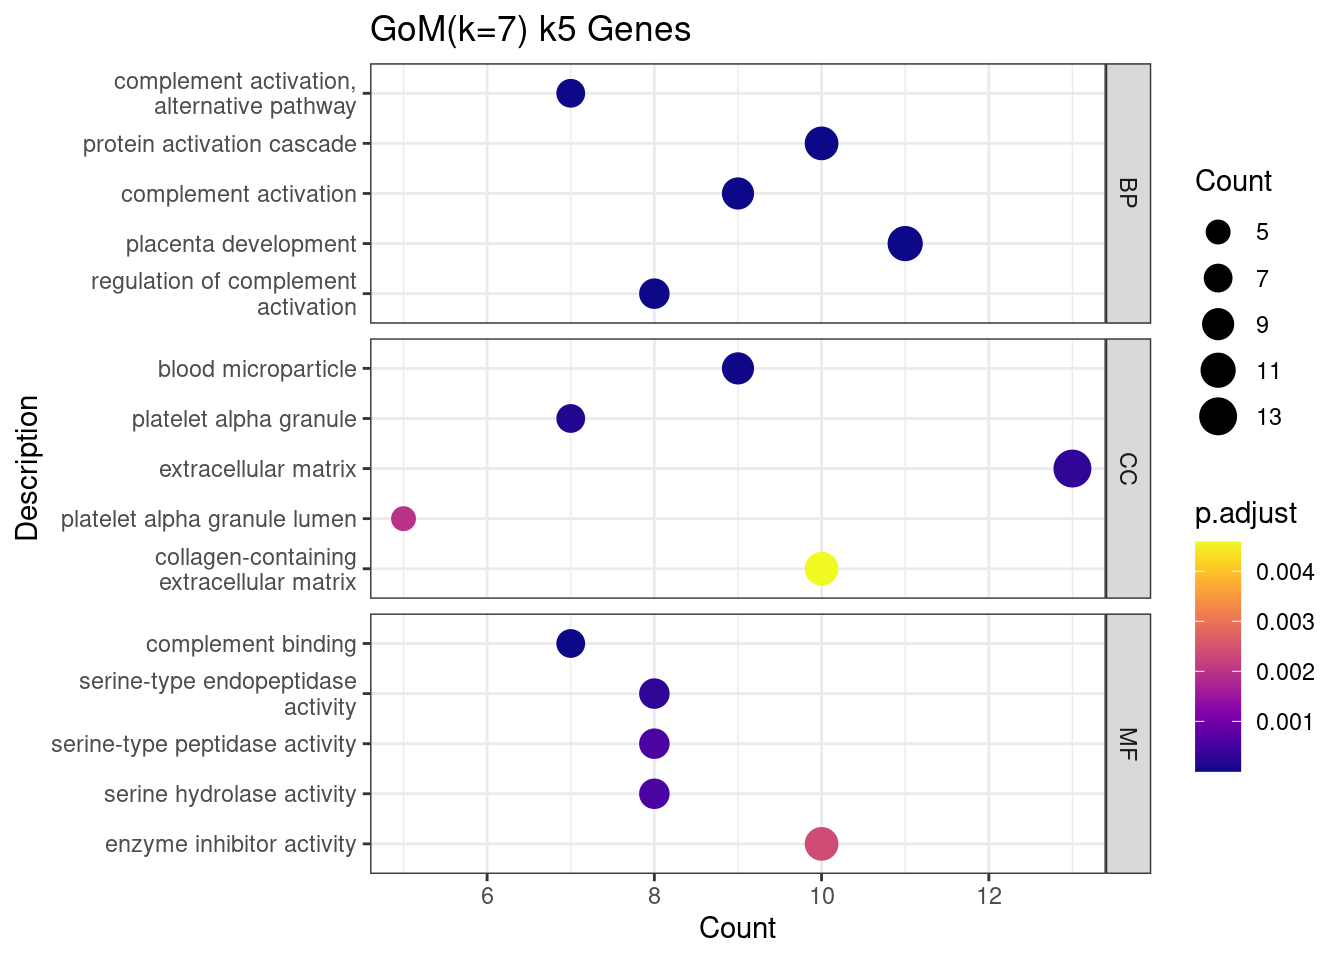 GoM(k=7) k5 Genes
complement activation,
alternative pathway
protein activation cascade
complement activation
placenta development
regulation of complement
activation
BP
blood microparticle
platelet alpha granule
extracellular matrix
platelet alpha granule lumen
collagen-containing
extracellular matrix
CC
complement binding
serine-type endopeptidase
activity
serine-type peptidase activity
serine hydrolase activity
enzyme inhibitor activity
MF
Description
6 8 10 12
Count
Count
5
7
9
11
13
p.adjust
0.004
0.003
0.002
0.001